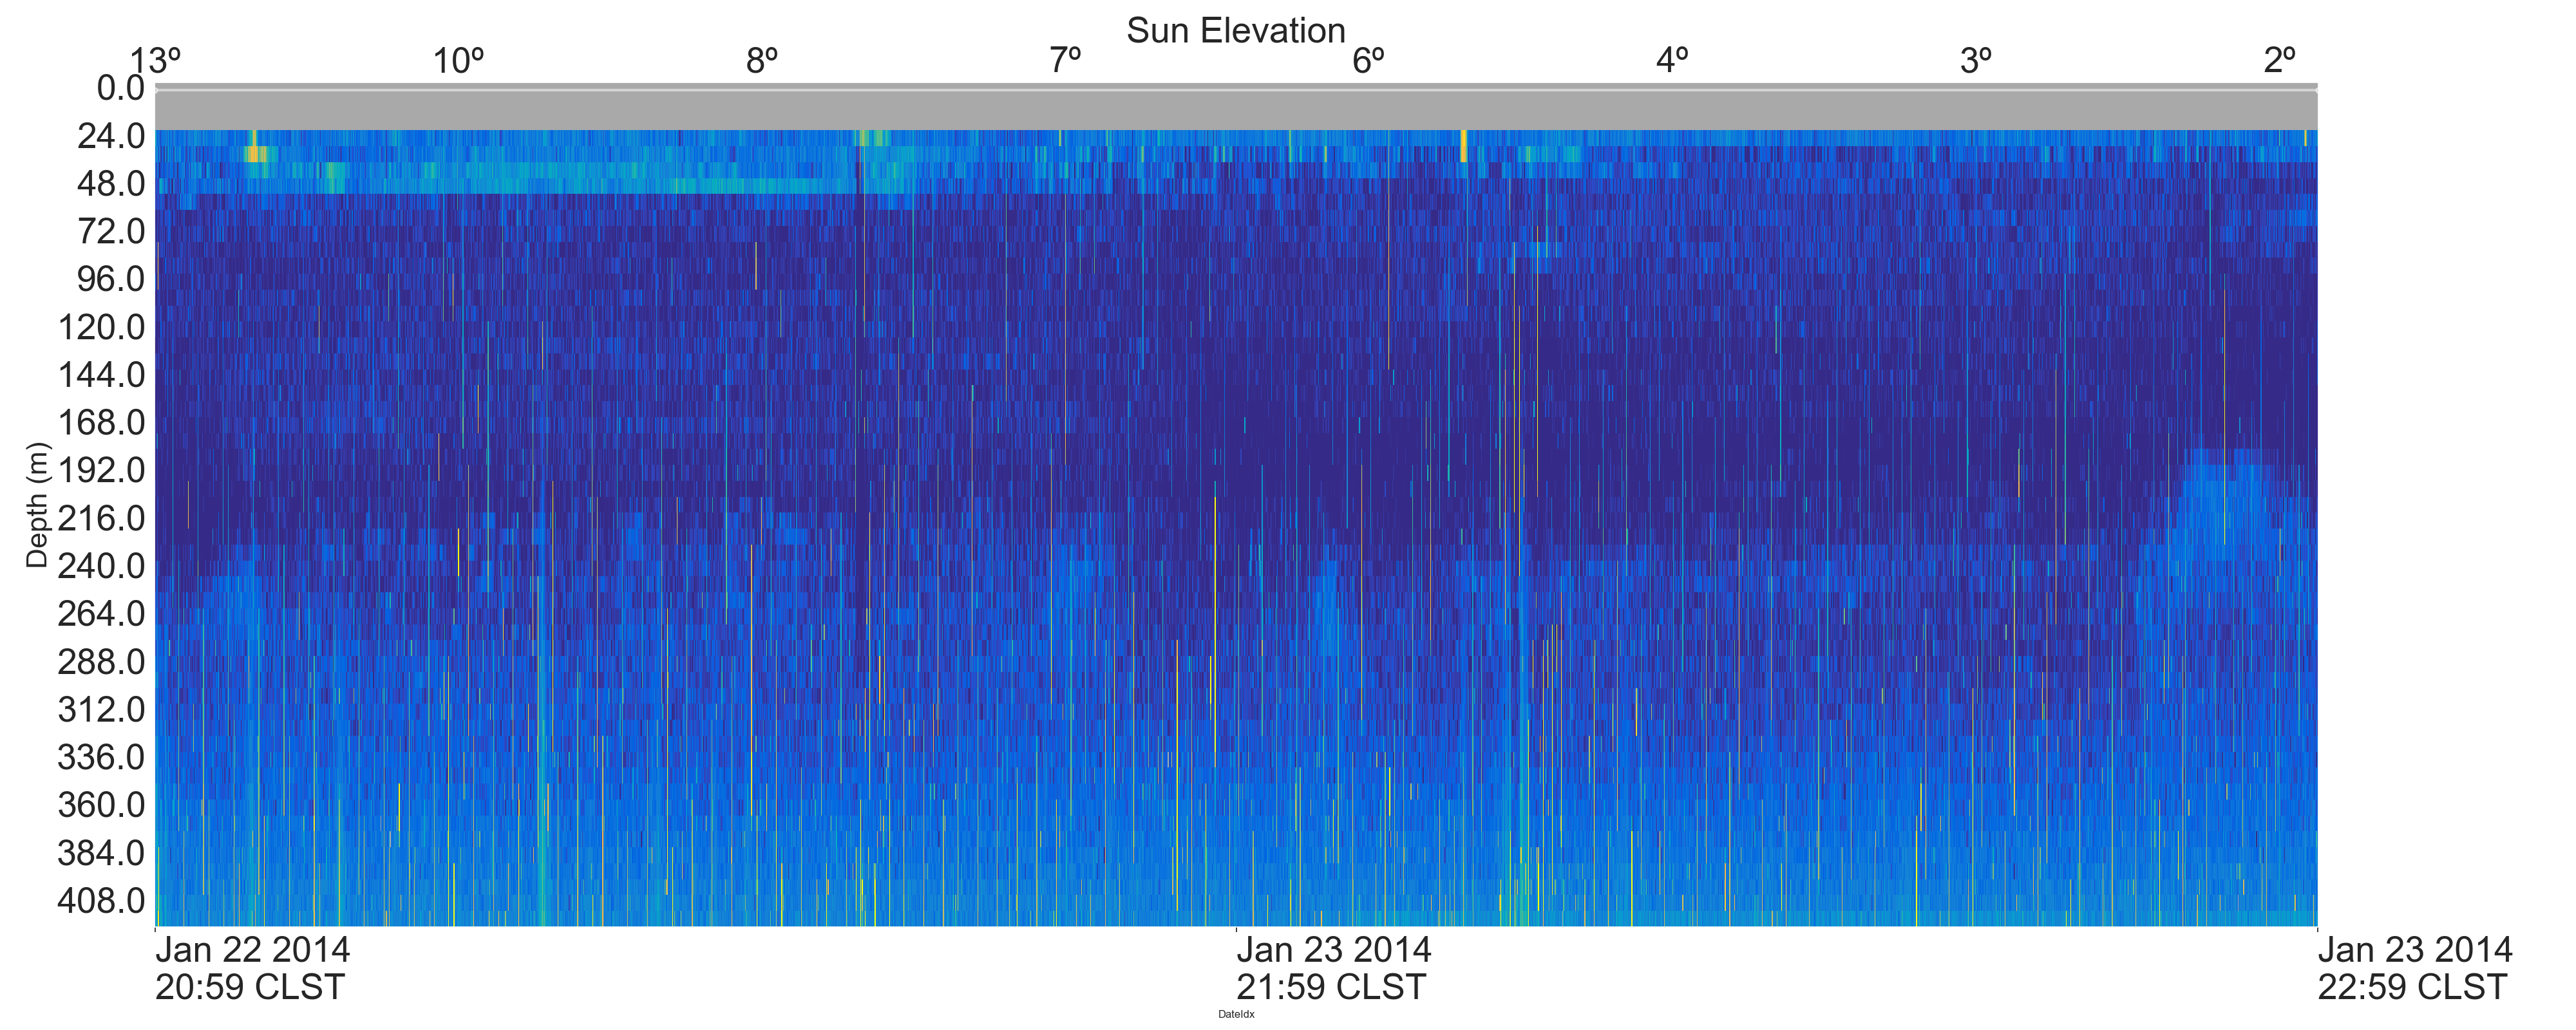 Sun Elevation
13º 10º 8º 7º 6º 4º 3º 2º
0.0
24.0
48.0
72.0
96.0
120.0
144.0
168.0
192.0
216.0
240.0
264.0
288.0
312.0
336.0
360.0
384.0
408.0
Depth (m)
Jan 22 2014
20:59 CLST
Jan 23 2014
21:59 CLST
Jan 23 2014
22:59 CLST
DateIdx